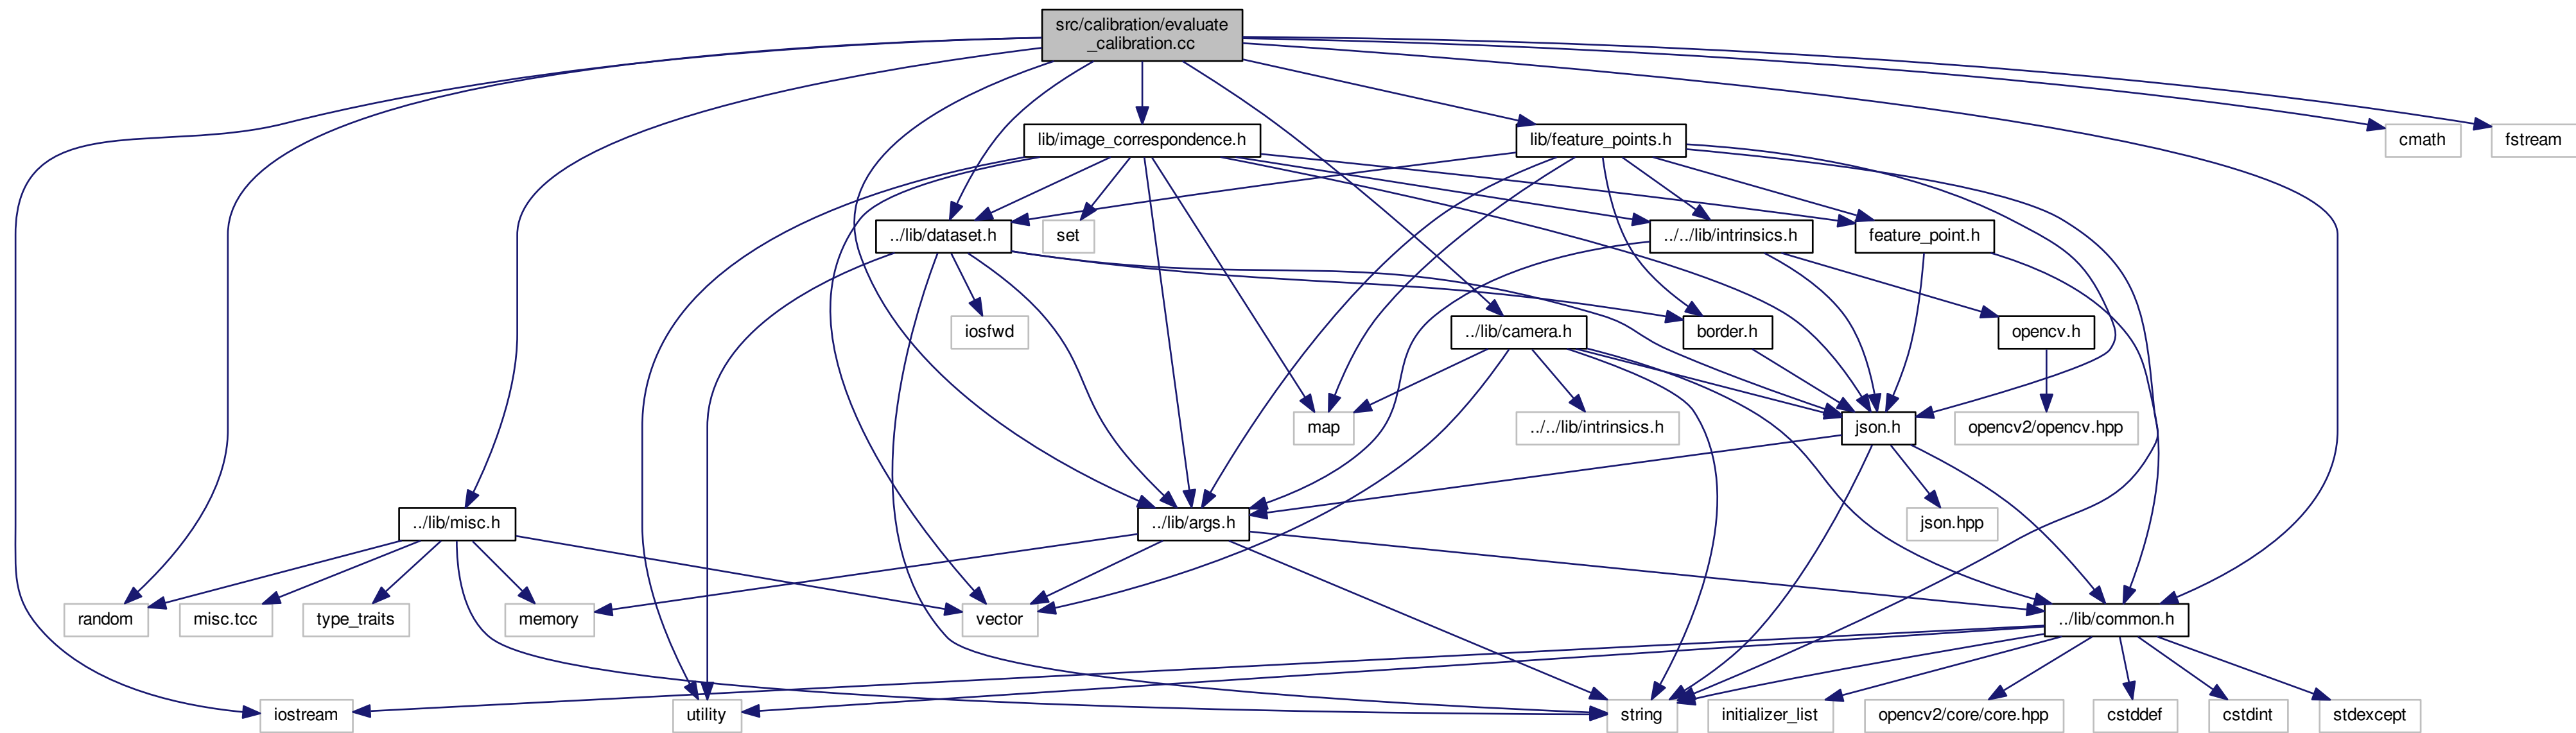 src/calibration/evaluate
_calibration.cc
lib/image_correspondence.h
lib/feature_points.h
cmath
fstream
../lib/dataset.h
set
../../lib/intrinsics.h
feature_point.h
iosfwd
../lib/camera.h
border.h
opencv.h
map
../../lib/intrinsics.h
json.h
opencv2/opencv.hpp
../lib/misc.h
../lib/args.h
json.hpp
random
misc.tcc
type_traits
memory
vector
../lib/common.h
iostream
utility
string
initializer_list
opencv2/core/core.hpp
cstddef
cstdint
stdexcept